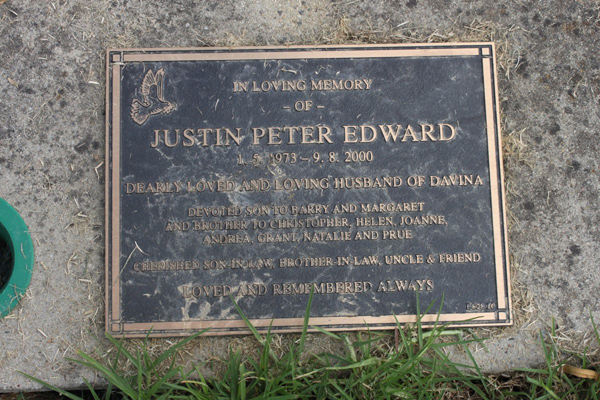 IN LOVING MEMORY
– OF –
JUSTIN PETER EDWARD
1. 5. 1973 – 9. 8. 2000
DEARLY LOVED AND LOVING HUSBAND OF DAVINA
DEVOTED SON TO BARRY AND MARGARET
AND BROTHER TO CHRISTOPHER, HELEN, JOANNE,
ANDREA, GRANT, NATALIE AND PRUE
CHERISHED SON-IN-LAW, BROTHER-IN-LAW, UNCLE & FRIEND
LOVED AND REMEMBERED ALWAYS